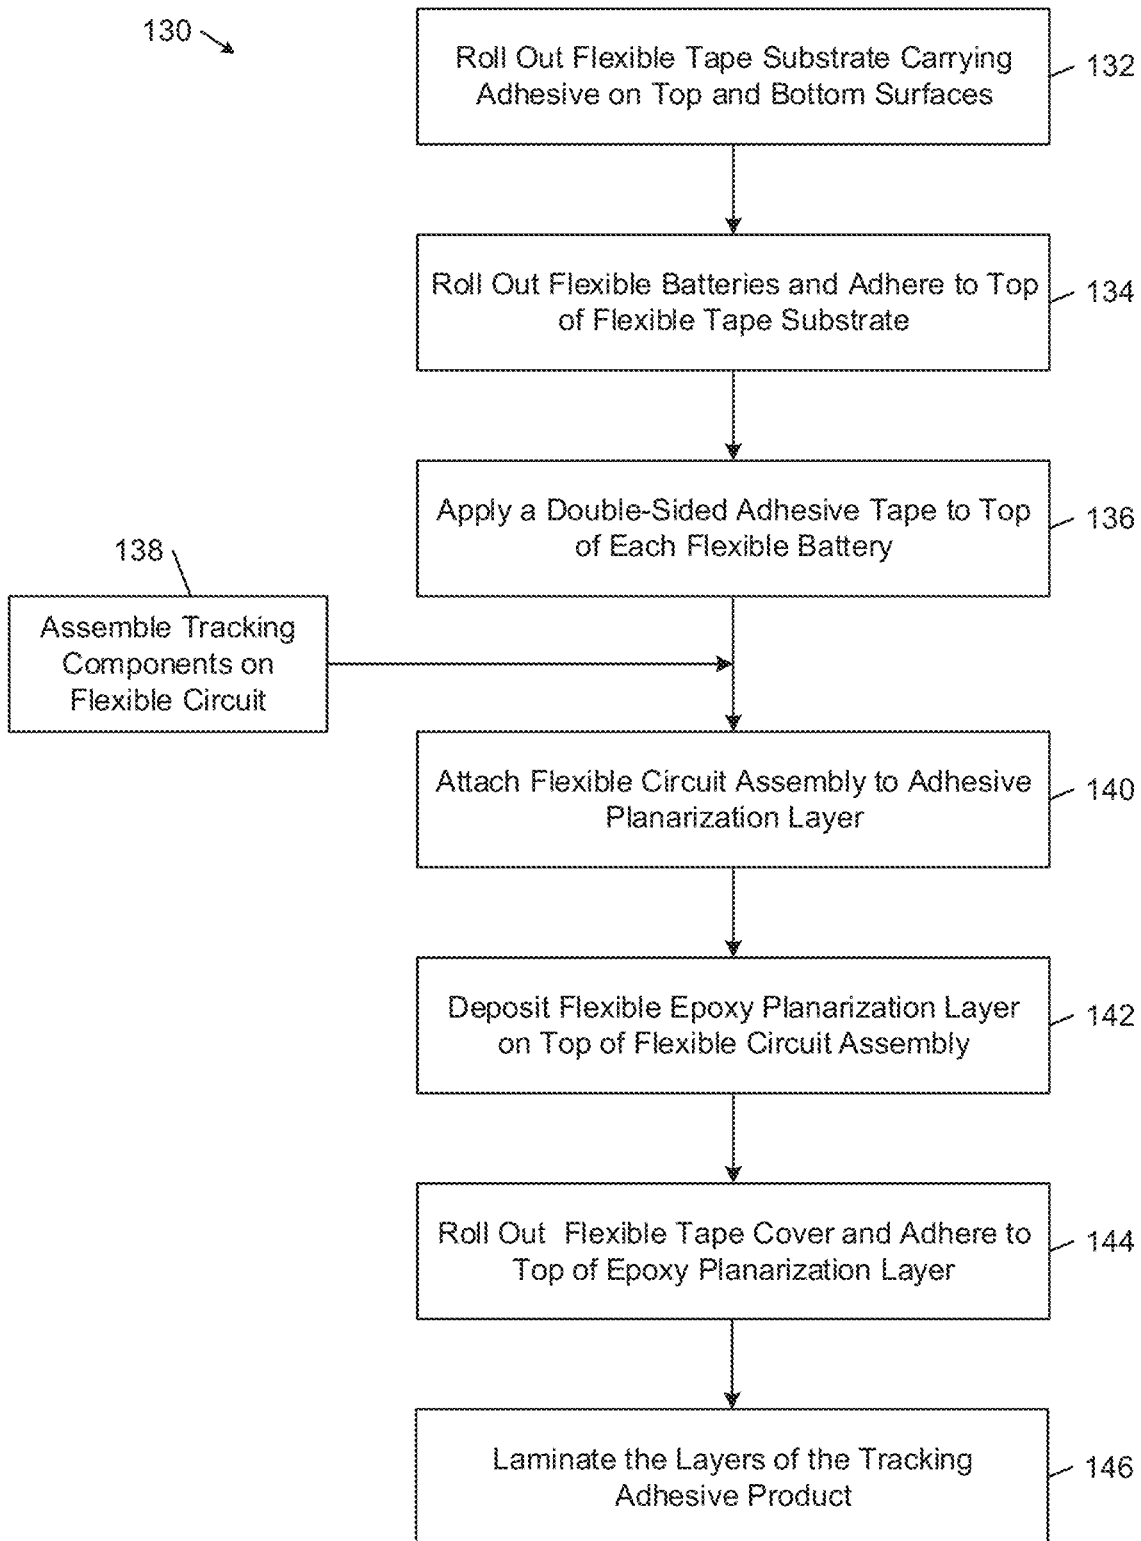 130
Roll Out Flexible Tape Substrate Carrying
Adhesive on Top and Bottom Surfaces
132
Roll Out Flexible Batteries and Adhere to Top
of Flexible Tape Substrate
134
Apply a Double-Sided Adhesive Tape to Top
of Each Flexible Battery
136
138
Assemble Tracking
Components on
Flexible Circuit
Attach Flexible Circuit Assembly to Adhesive
Planarization Layer
140
Deposit Flexible Epoxy Planarization Layer
on Top of Flexible Circuit Assembly
142
Roll Out Flexible Tape Cover and Adhere to
Top of Epoxy Planarization Layer
144
Laminate the Layers of the Tracking
Adhesive Product
146